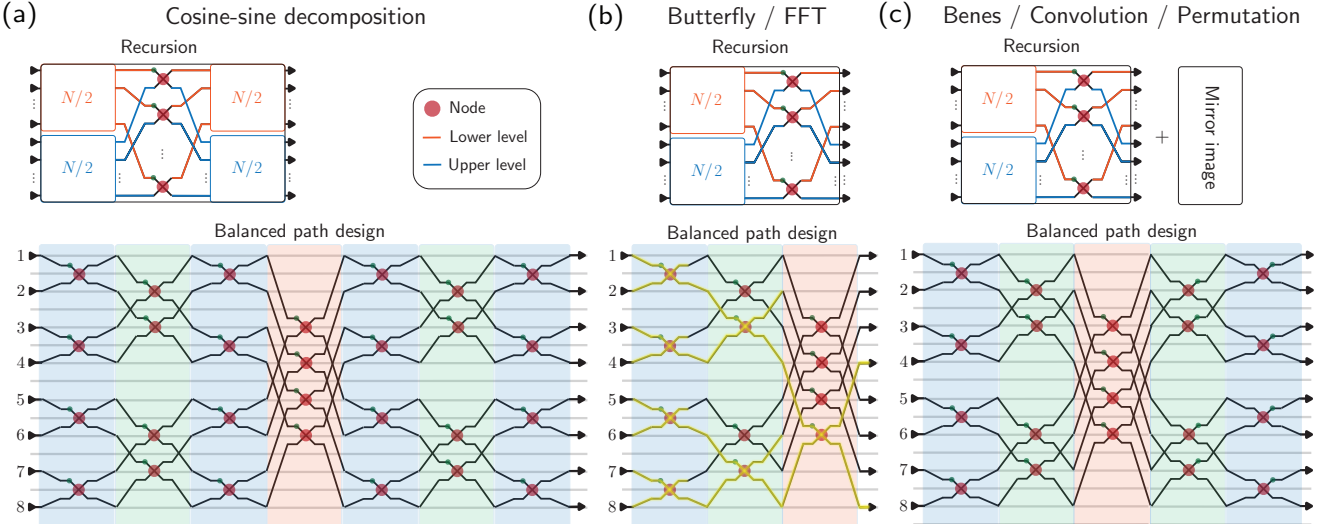 (a) Cosine-sine decomposition
Recursion
N/2 N/2
N/2 N/2
Node
Lower level
Upper level
Balanced path design
1
2
3
4
5
6
7
8
(b) Butterfly / FFT
Recursion
N/2
N/2
Balanced path design
1
2
3
4
5
6
7
8
(c) Benes / Convolution / Permutation
Recursion
N/2
N/2
+
Mirror image
Balanced path design
1
2
3
4
5
6
7
8